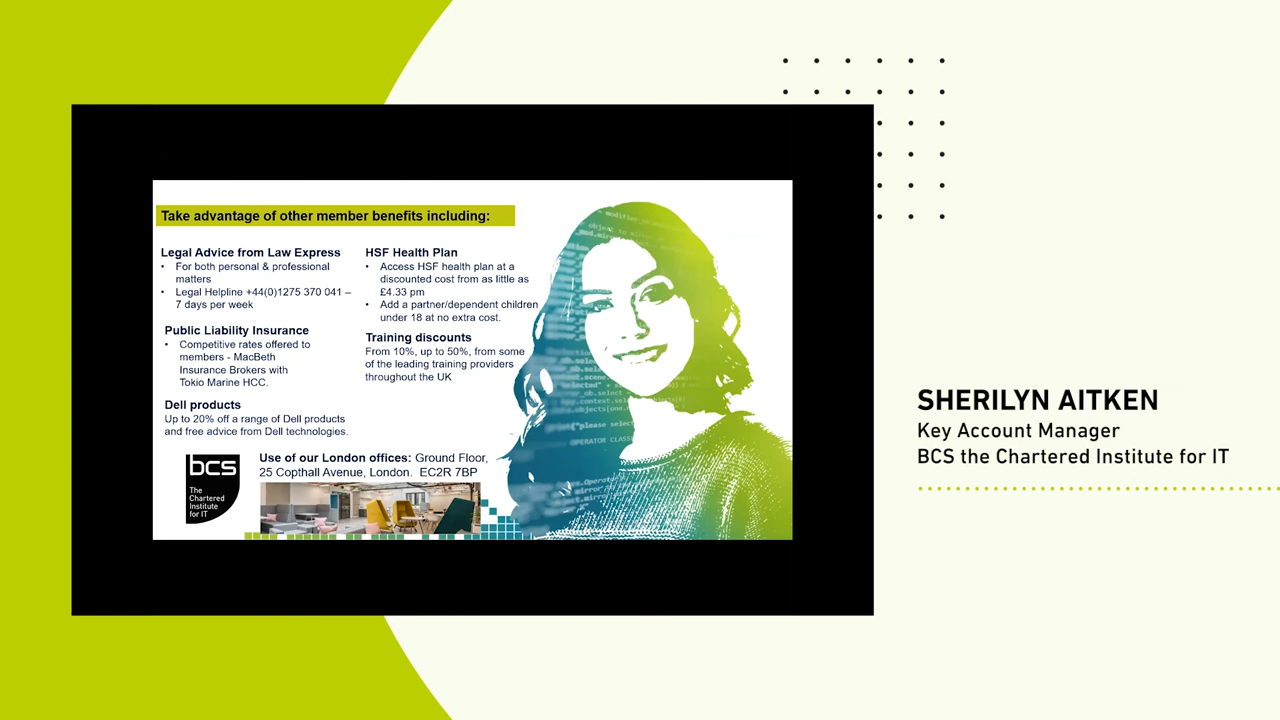 Take advantage of other member benefits including:
Legal Advice from Law Express
• For both personal & professional
matters
• Legal Helpline +44(0)1275 370 041 –
7 days per week
Public Liability Insurance
• Competitive rates offered to
members - MacBeth
Insurance Brokers with
Tokio Marine HCC.
Dell products
Up to 20% off a range of Dell products
and free advice from Dell technologies.
HSF Health Plan
• Access HSF health plan at a
discounted cost from as little as
£4.33 pm
• Add a partner/dependent children
under 18 at no extra cost.
Training discounts
From 10%, up to 50%, from some
of the leading training providers
throughout the UK
Use of our London offices: Ground Floor,
25 Copthall Avenue, London. EC2R 7BP
bcs
The
Chartered
Institute
for IT
SHERILYN AITKEN
Key Account Manager
BCS the Chartered Institute for IT